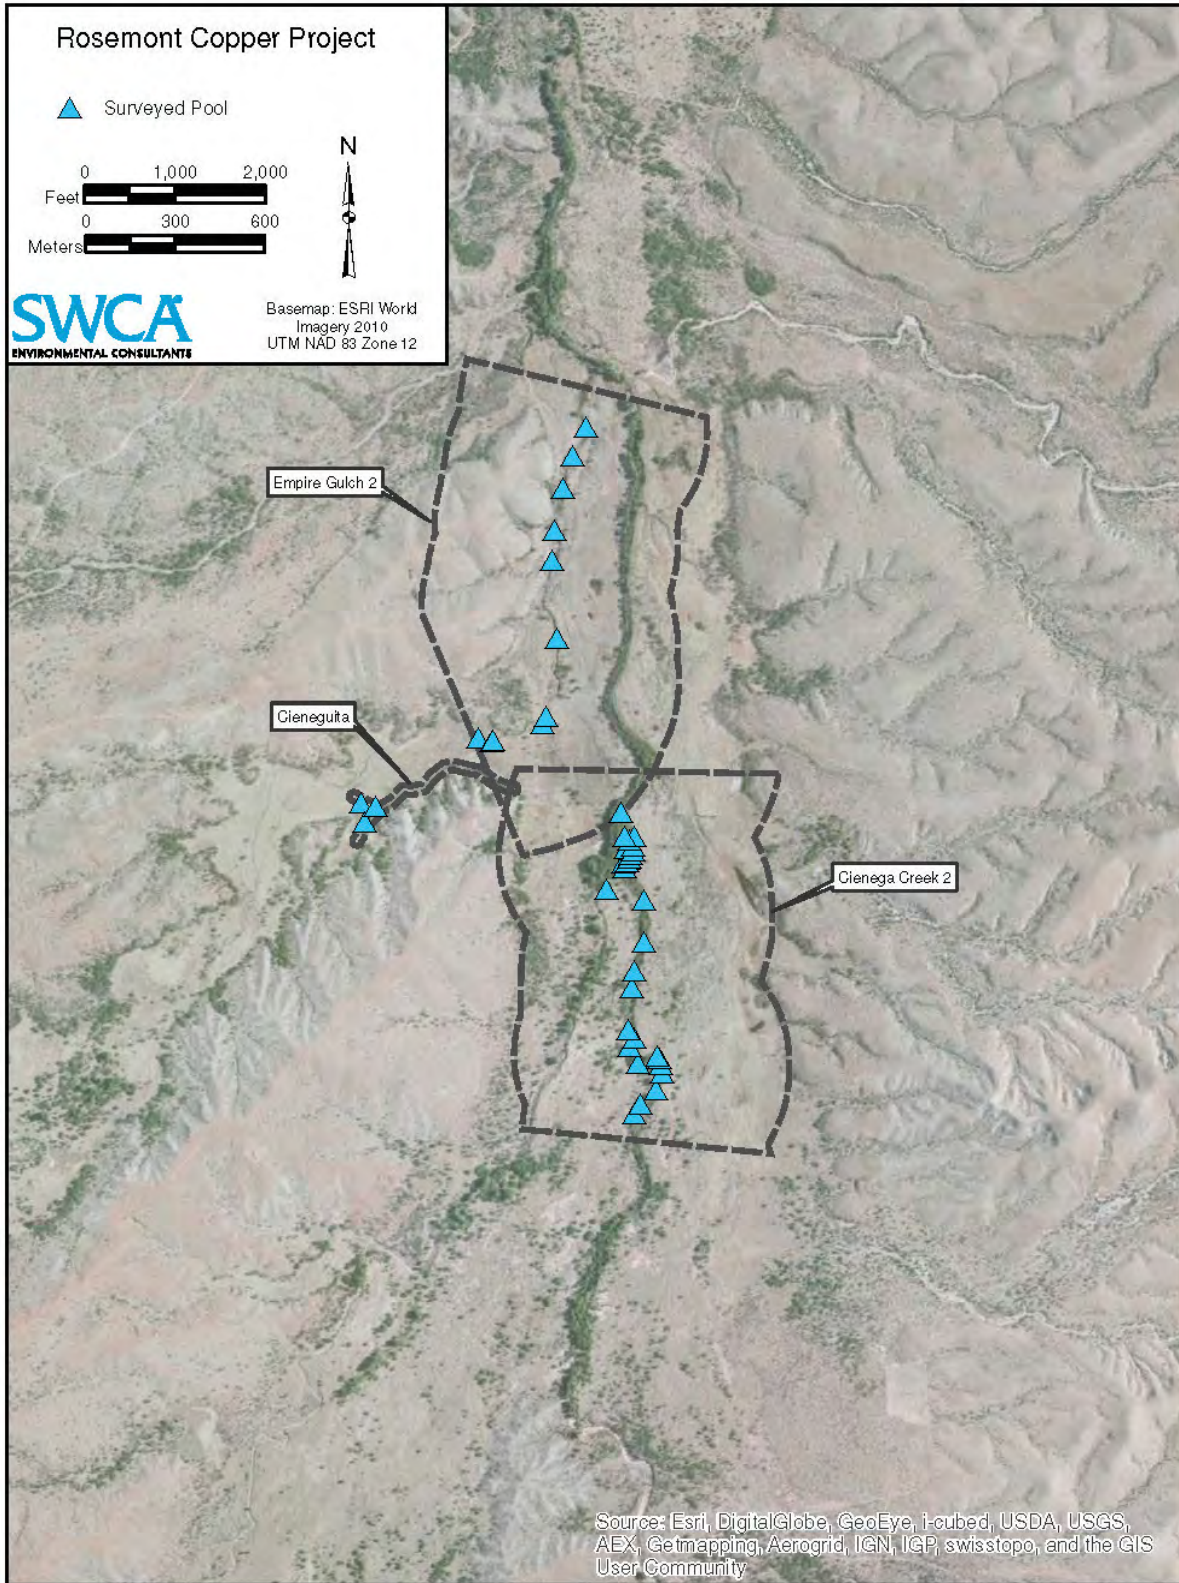 Rosemont Copper Project
Surveyed Pool
0 1,000 2,000
Feet
0 300 600
Meters
N
SWCA
ENVIRONMENTAL CONSULTANTS
Basemap: ESRI World
Imagery 2010
UTM NAD 83 Zone 12
Empire Gulch 2
Cieneguita
Cienega Creek 2
Source: Esri, DigitalGlobe, GeoEye, i-cubed, USDA, USGS,
AEX, Getmapping, Aerogrid, IGN, IGP, swisstopo, and the GIS
User Community